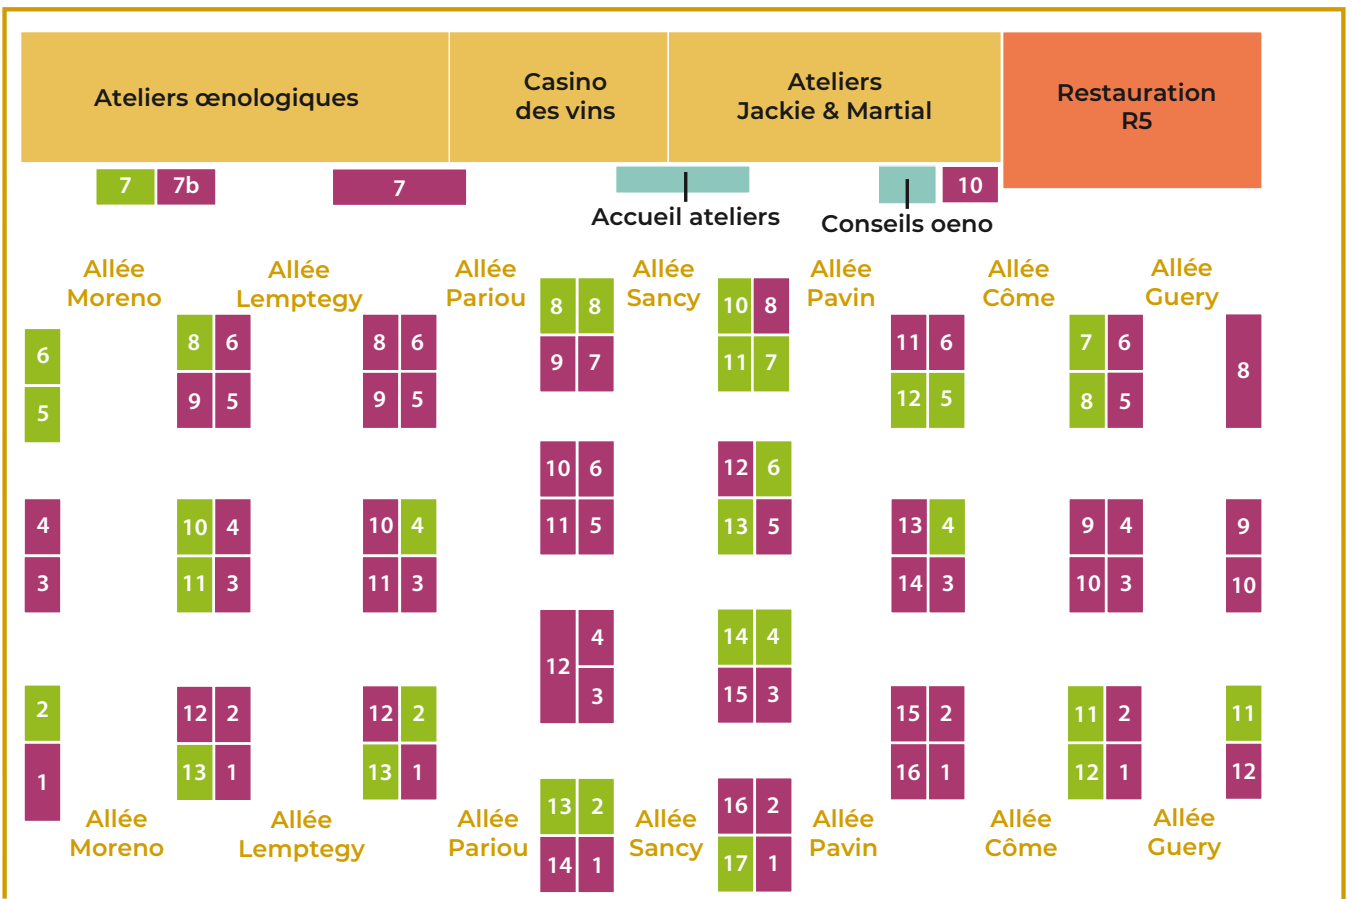 Ateliers œnologiques
Casino
des vins
Ateliers
Jackie & Martial
Restauration
R5
7 7b 7 10
Accueil ateliers
Conseils oeno
Allée
Moreno
Allée
Lemptegy
Allée
Pariou
Allée
Sancy
Allée
Pavin
Allée
Côme
Allée
Guery
8 8 10 8
6 8 6 8 6 9 7 11 7 11 6 7 6 8
5 9 5 9 5 12 5 8 5
10 6 12 6
4 10 4 10 4 11 5 13 5 13 4 9 4 9
3 11 3 11 3 14 3 10 3 10
12 4 14 4
3 15 3
2 12 2 12 2 15 2 11 2 11
1 13 1 13 1 16 1 12 1 12
13 2 16 2
14 1 17 1
Allée
Moreno
Allée
Lemptegy
Allée
Pariou
Allée
Sancy
Allée
Pavin
Allée
Côme
Allée
Guery